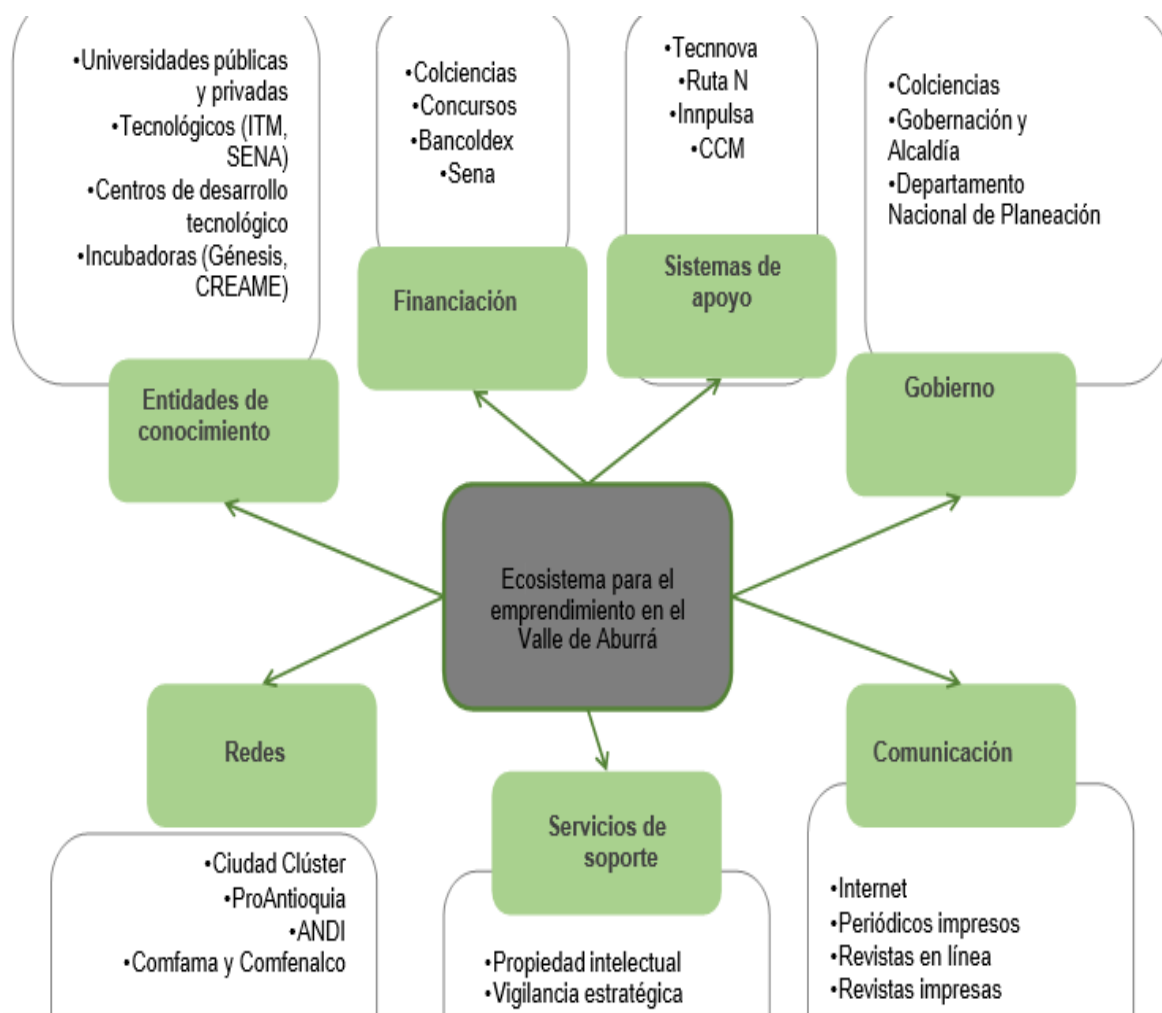 •Universidades públicas
y privadas
•Tecnológicos (ITM,
SENA)
•Centros de desarrollo
tecnológico
•Incubadoras (Génesis,
CREAME)
Entidades de
conocimiento
•Colciencias
•Concursos
•Bancoldex
•Sena
Financiación
•Tecnnova
•Ruta N
•Innpulsa
•CCM
Sistemas de
apoyo
•Colciencias
•Gobernación y
Alcaldía
•Departamento
Nacional de Planeación
Gobierno
Ecosistema para el
emprendimiento en el
Valle de Aburrá
Redes
•Ciudad Clúster
•ProAntioquia
•ANDI
•Comfama y Comfenalco
Servicios de
soporte
•Propiedad intelectual
•Vigilancia estratégica
Comunicación
•Internet
•Periódicos impresos
•Revistas en línea
•Revistas impresas